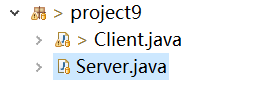 > project9
> Client.java
Server.java